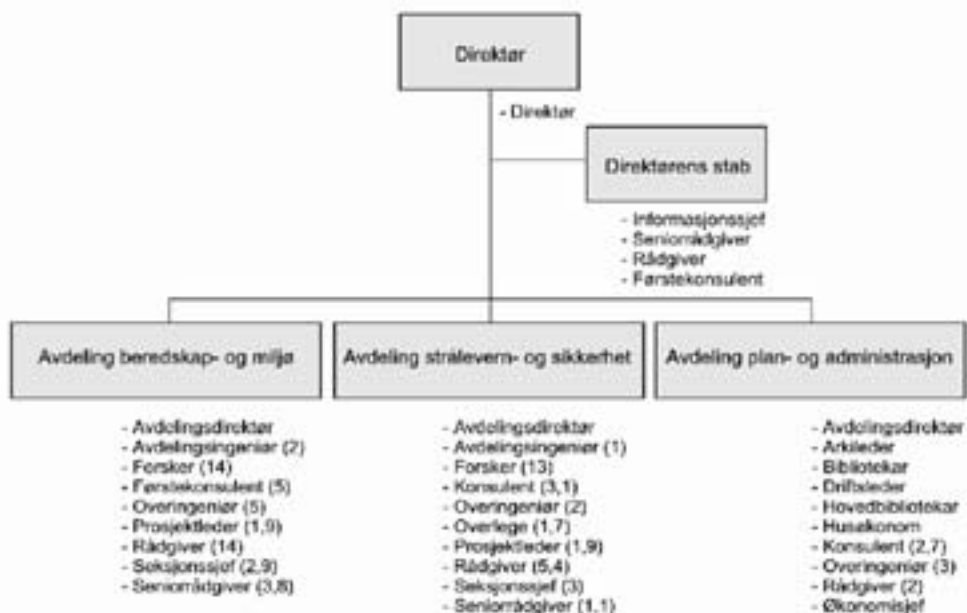 Direktør
- Direktør
Direktørens stab
- Informasjonssjef
- Seniorrådgiver
- Rådgiver
- Førstekonsulent
Avdeling beredskap- og miljø
- Avdelingsdirektør
- Avdelingsingeniør (2)
- Forsker (14)
- Førstekonsulent (5)
- Overingeniør (5)
- Prosjektleder (1,9)
- Rådgiver (14)
- Seksjonssjef (2,9)
- Seniorrådgiver (3,8)
Avdeling strålevern- og sikkerhet
- Avdelingsdirektør
- Avdelingsingeniør (1)
- Forsker (13)
- Konsulent (3,1)
- Overingeniør (2)
- Overlege (1,7)
- Prosjektleder (1,9)
- Rådgiver (5,4)
- Seksjonssjef (3)
- Seniorrådgiver (1,1)
Avdeling plan- og administrasjon
- Avdelingsdirektør
- Arkileder
- Bibliotekar
- Driftsleder
- Hovedbibliotekar
- Husøkonom
- Konsulent (2,7)
- Overingeniør (3)
- Rådgiver (2)
- Økonomisjef